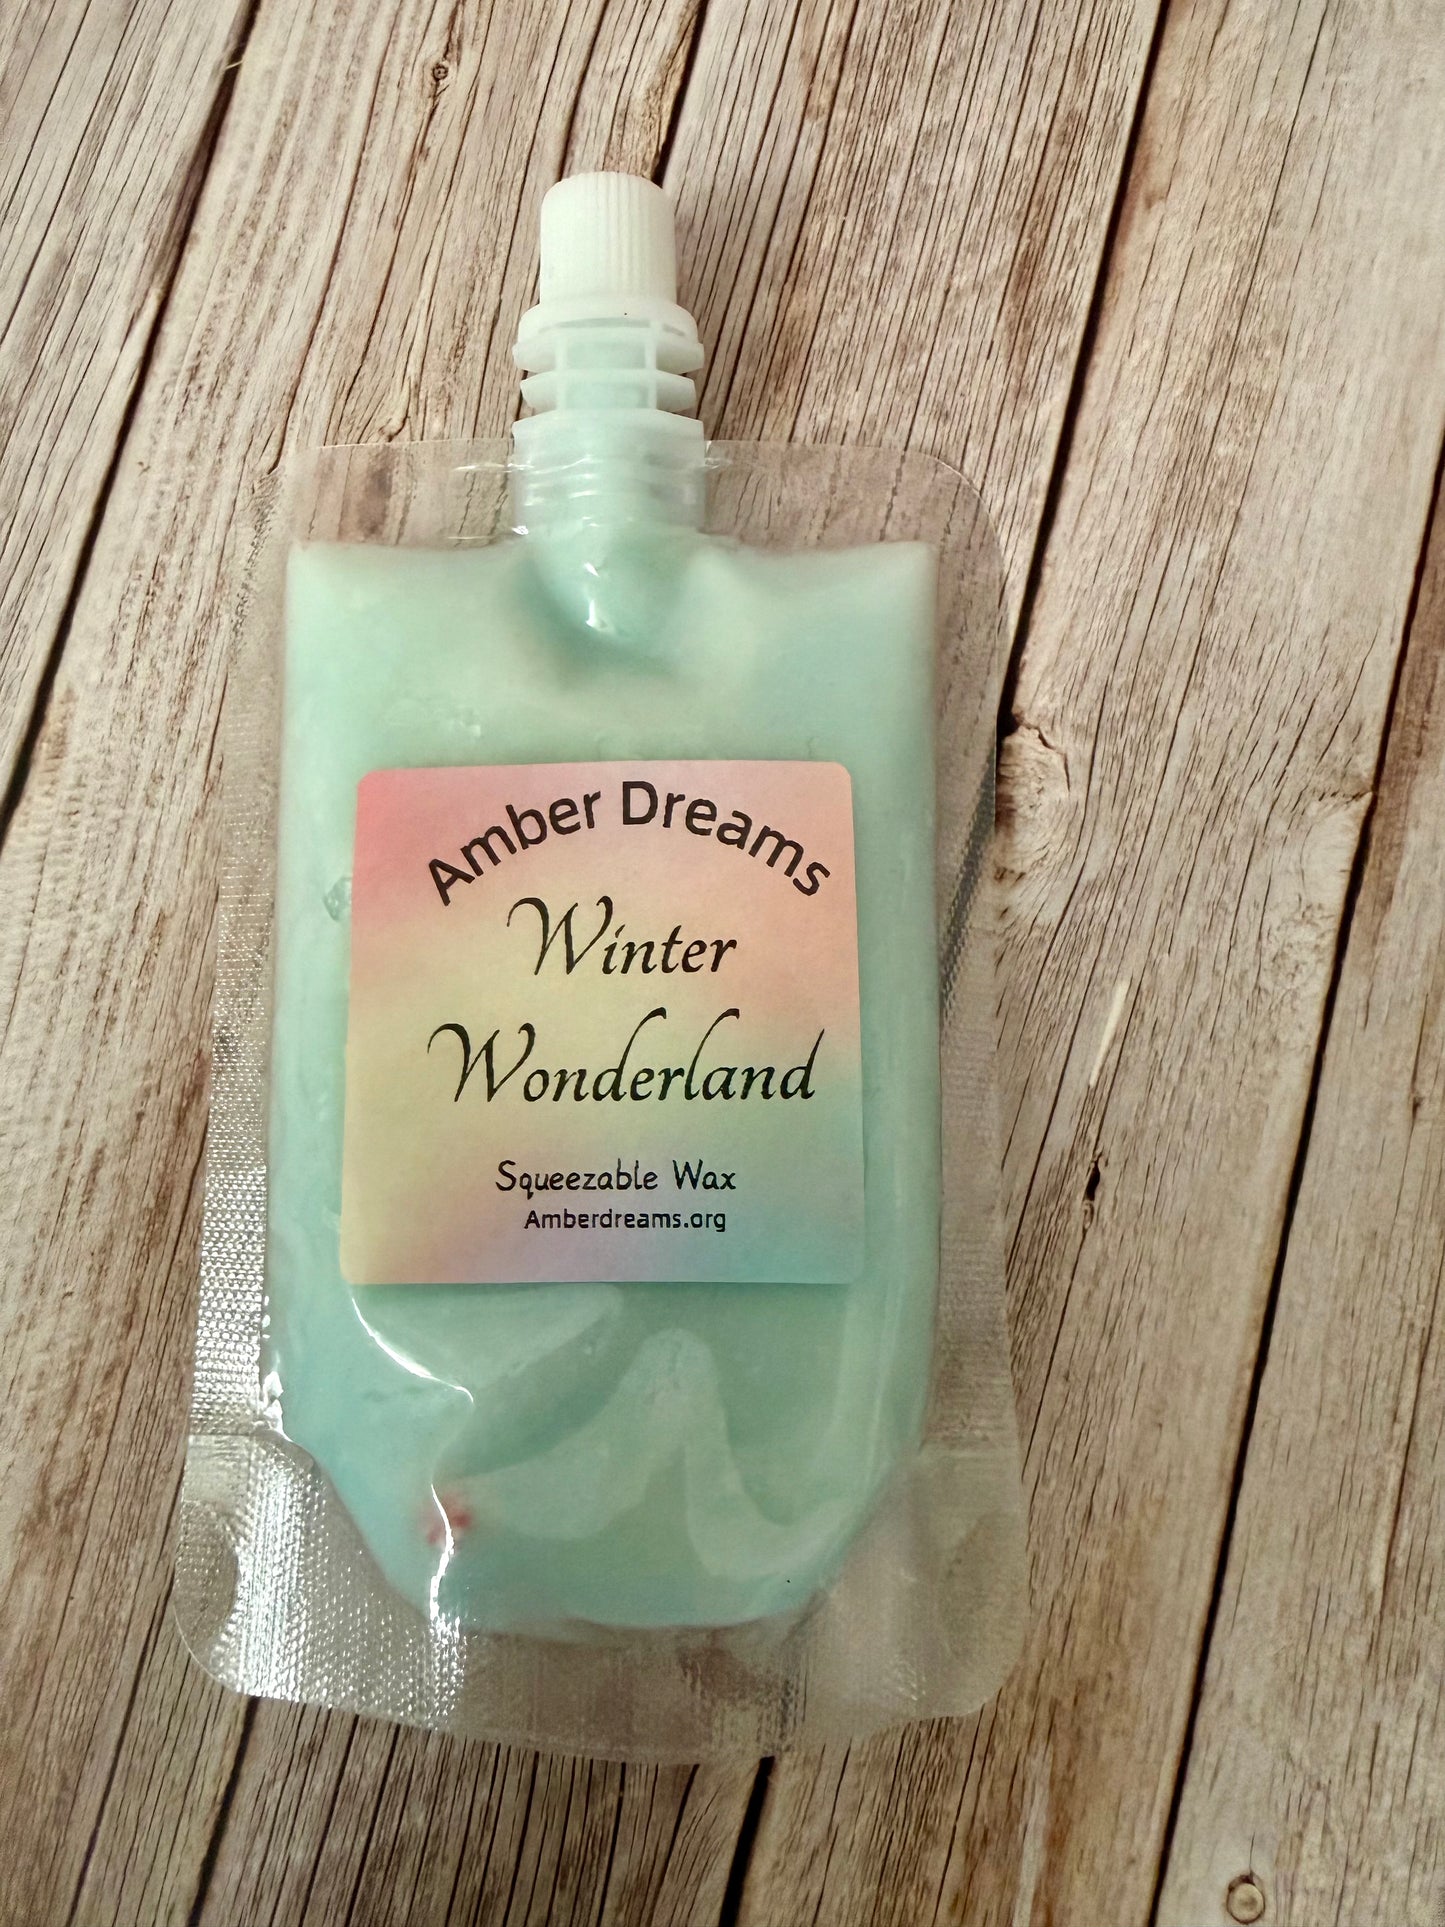 Amber Dreams
Winter
Wonderland
Squeezable Wax
Amberdreams.org